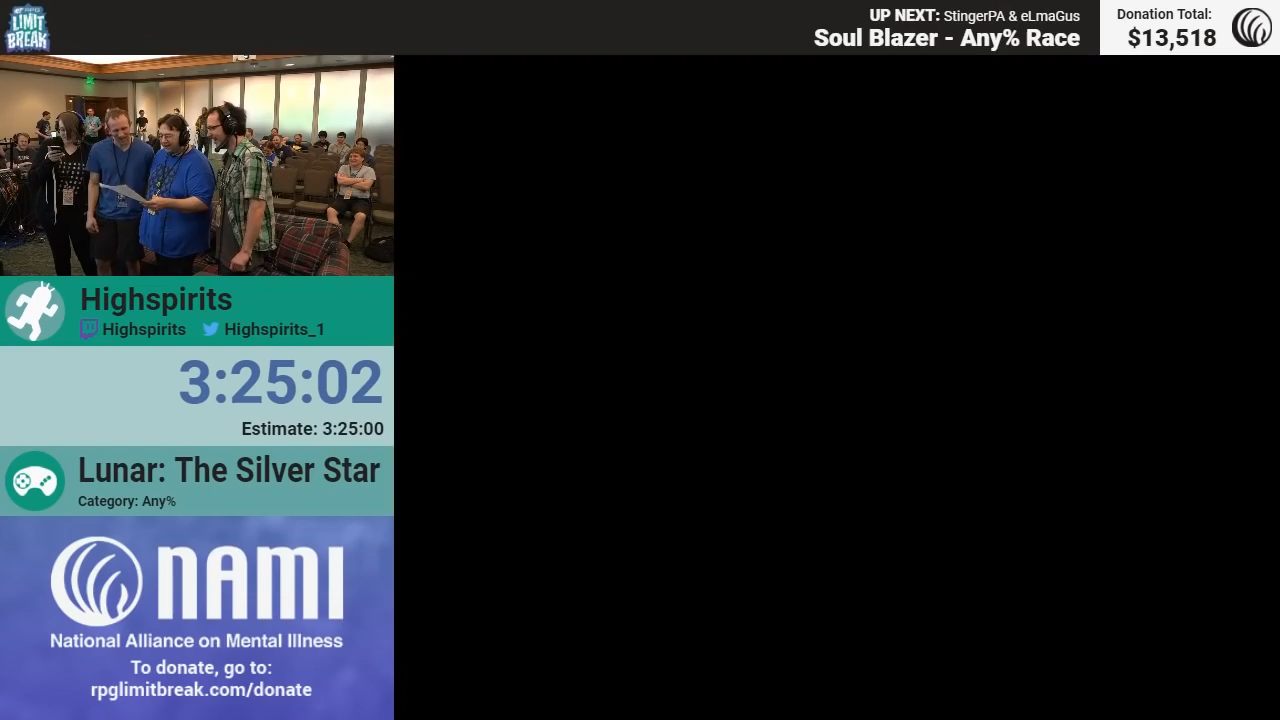 RPG
LIMIT
BREAK
UP NEXT: StingerPA & eLmaGus
Soul Blazer - Any% Race
Donation Total:
$13,518
Highspirits
Highspirits Highspirits_1
3:25:02
Estimate: 3:25:00
Lunar: The Silver Star
Category: Any%
NAMI
National Alliance on Mental Illness
To donate, go to:
rpglimitbreak.com/donate